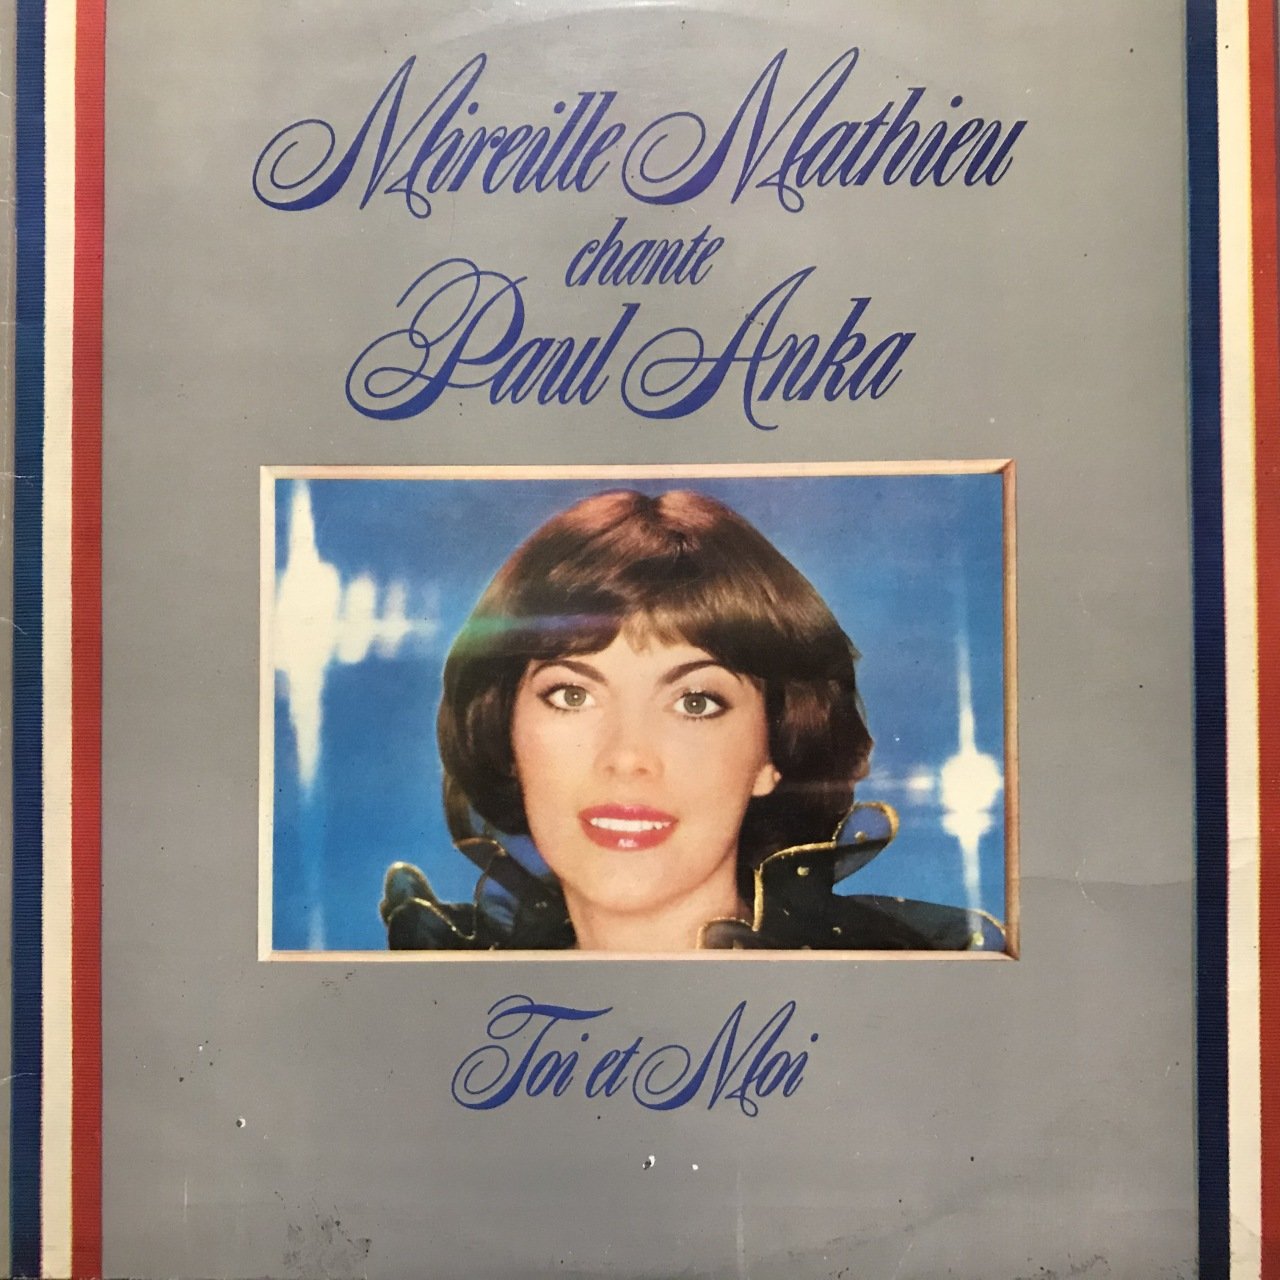 Mireille Mathieu
chante
Paul Anka
Toi et Moi